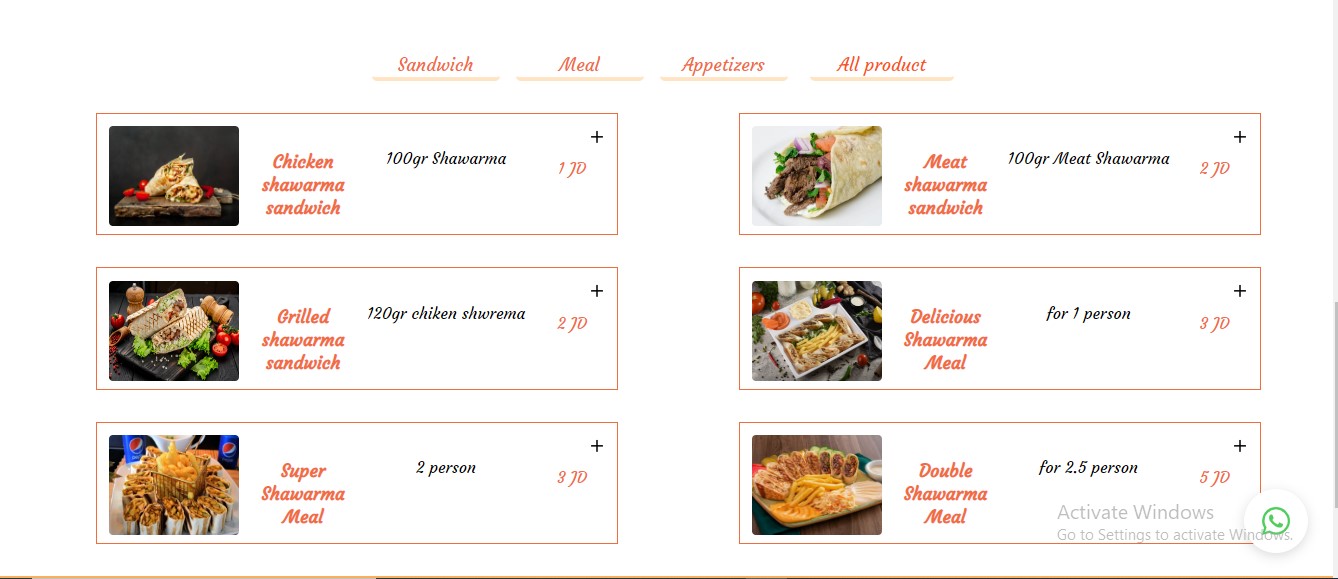 Sandwich
Meal
Appetizers
All product
Chicken
shawarma
sandwich
100gr Shawarma
1 JD
Meat
shawarma
sandwich
100gr Meat Shawarma
2 JD
Grilled
shawarma
sandwich
120gr chiken shwrema
2 JD
Delicious
Shawarma
Meal
for 1 person
3 JD
Super
Shawarma
Meal
2 person
3 JD
Double
Shawarma
Meal
for 2.5 person
5 JD
Activate Windows
Go to Settings to activate Windows.